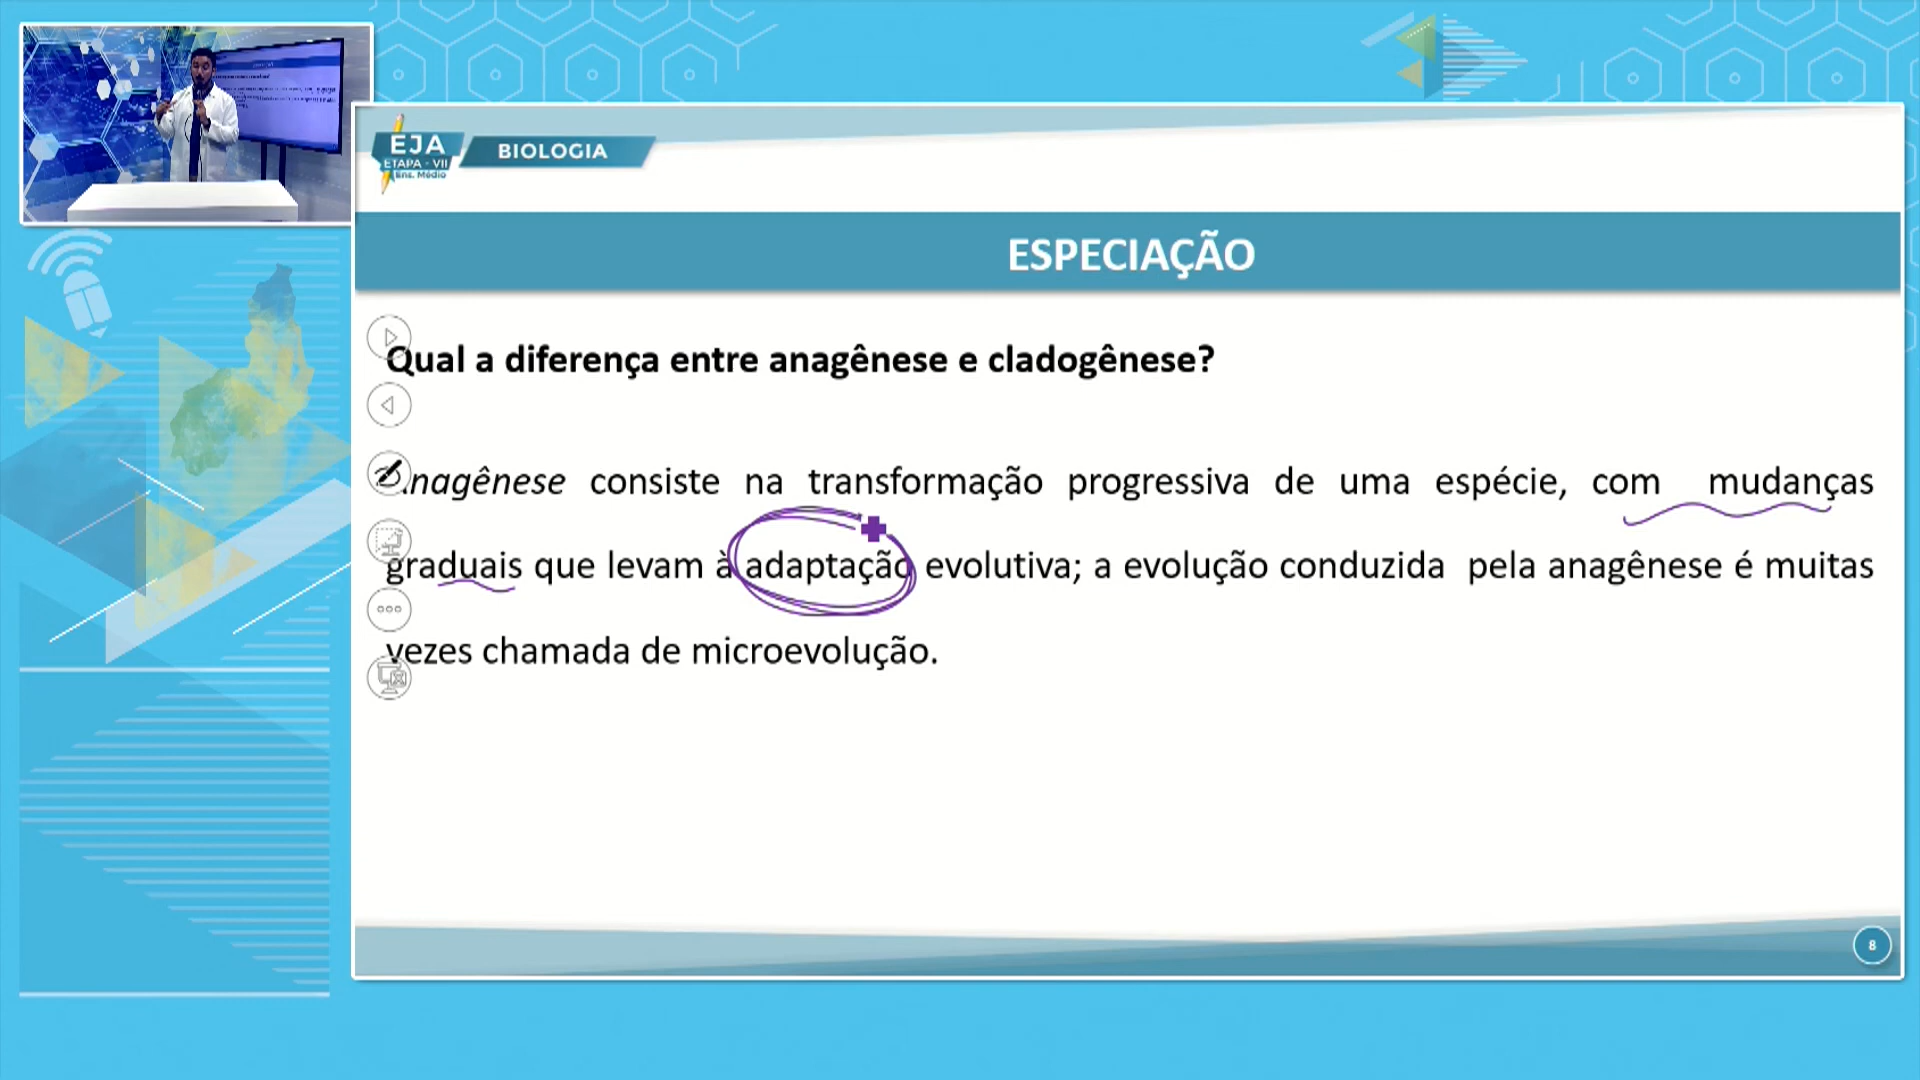 EJA
ETAPA - VII
Ens. Médio
BIOLOGIA
ESPECIAÇÃO
Qual a diferença entre anagênese e cladogênese?
nagênese consiste na transformação progressiva de uma espécie, com mudanças
graduais que levam à adaptação evolutiva; a evolução conduzida pela anagênese é muitas
vezes chamada de microevolução.
8